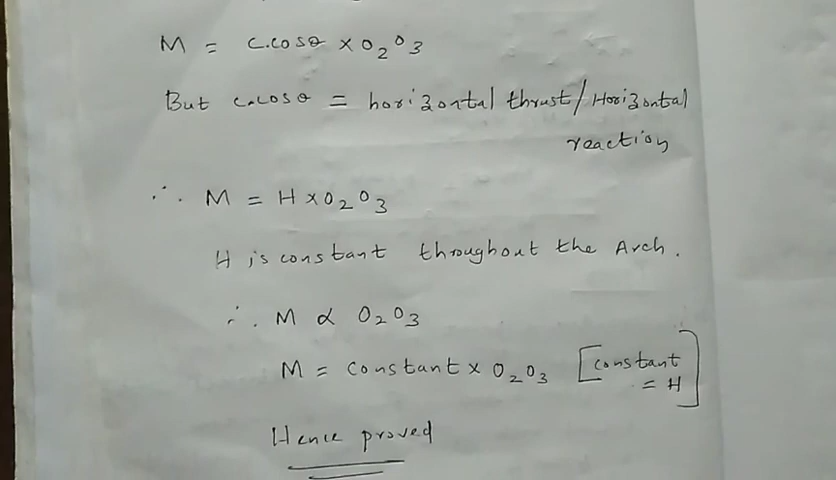 M = C.cosθ × O₂O₃
But C.cosθ = horizontal thrust/Horizontal
reaction
∴ M = H × O₂O₃
H is constant throughout the Arch.
∴ M ∝ O₂O₃
M = constant × O₂O₃ [constant
= H]
Hence proved